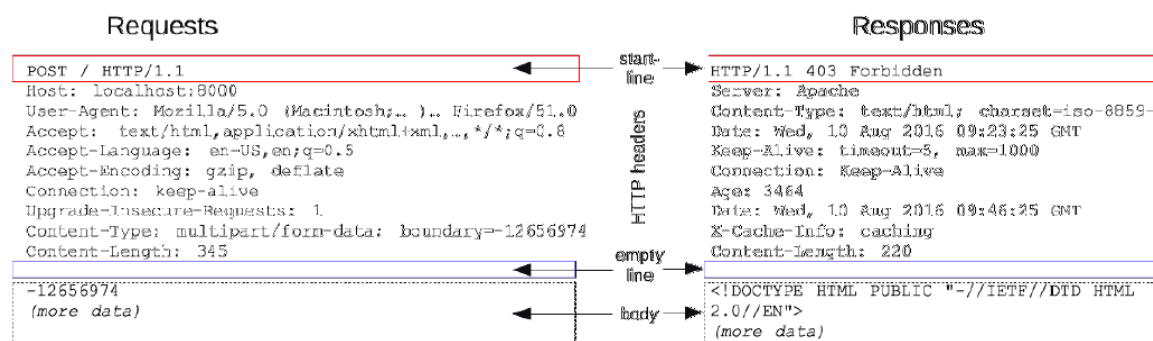 Requests
Responses
POST / HTTP/1.1
Host: localhost:8000
User-Agent: Mozilla/5.0 (Macintosh;… )… Firefox/51.0
Accept: text/html,application/xhtml+xml,…,*/*;q=0.8
Accept-Language: en-US,en;q=0.5
Accept-Encoding: gzip, deflate
Connection: keep-alive
Upgrade-Insecure-Requests: 1
Content-Type: multipart/form-data; boundary=-12656974
Content-Length: 345
-12656974
(more data)
start-
line
HTTP headers
empty
line
body
HTTP/1.1 403 Forbidden
Server: Apache
Content-Type: text/html; charset=iso-8859-
Date: Wed, 10 Aug 2016 09:23:25 GMT
Keep-Alive: timeout=5, max=1000
Connection: Keep-Alive
Age: 3464
Date: Wed, 10 Aug 2016 09:46:25 GMT
X-Cache-Info: caching
Content-Length: 220
<!DOCTYPE HTML PUBLIC "-//IETF//DTD HTML
2.0//EN">
(more data)